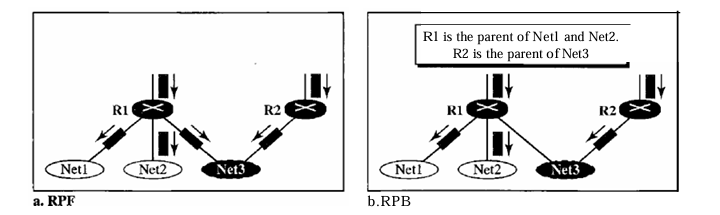 R1 is the parent of Net1 and Net2.
R2 is the parent of Net3
R1
R2
Net1
Net2
Net3
a. RPF
R1
R2
Net1
Net2
Net3
b.RPB